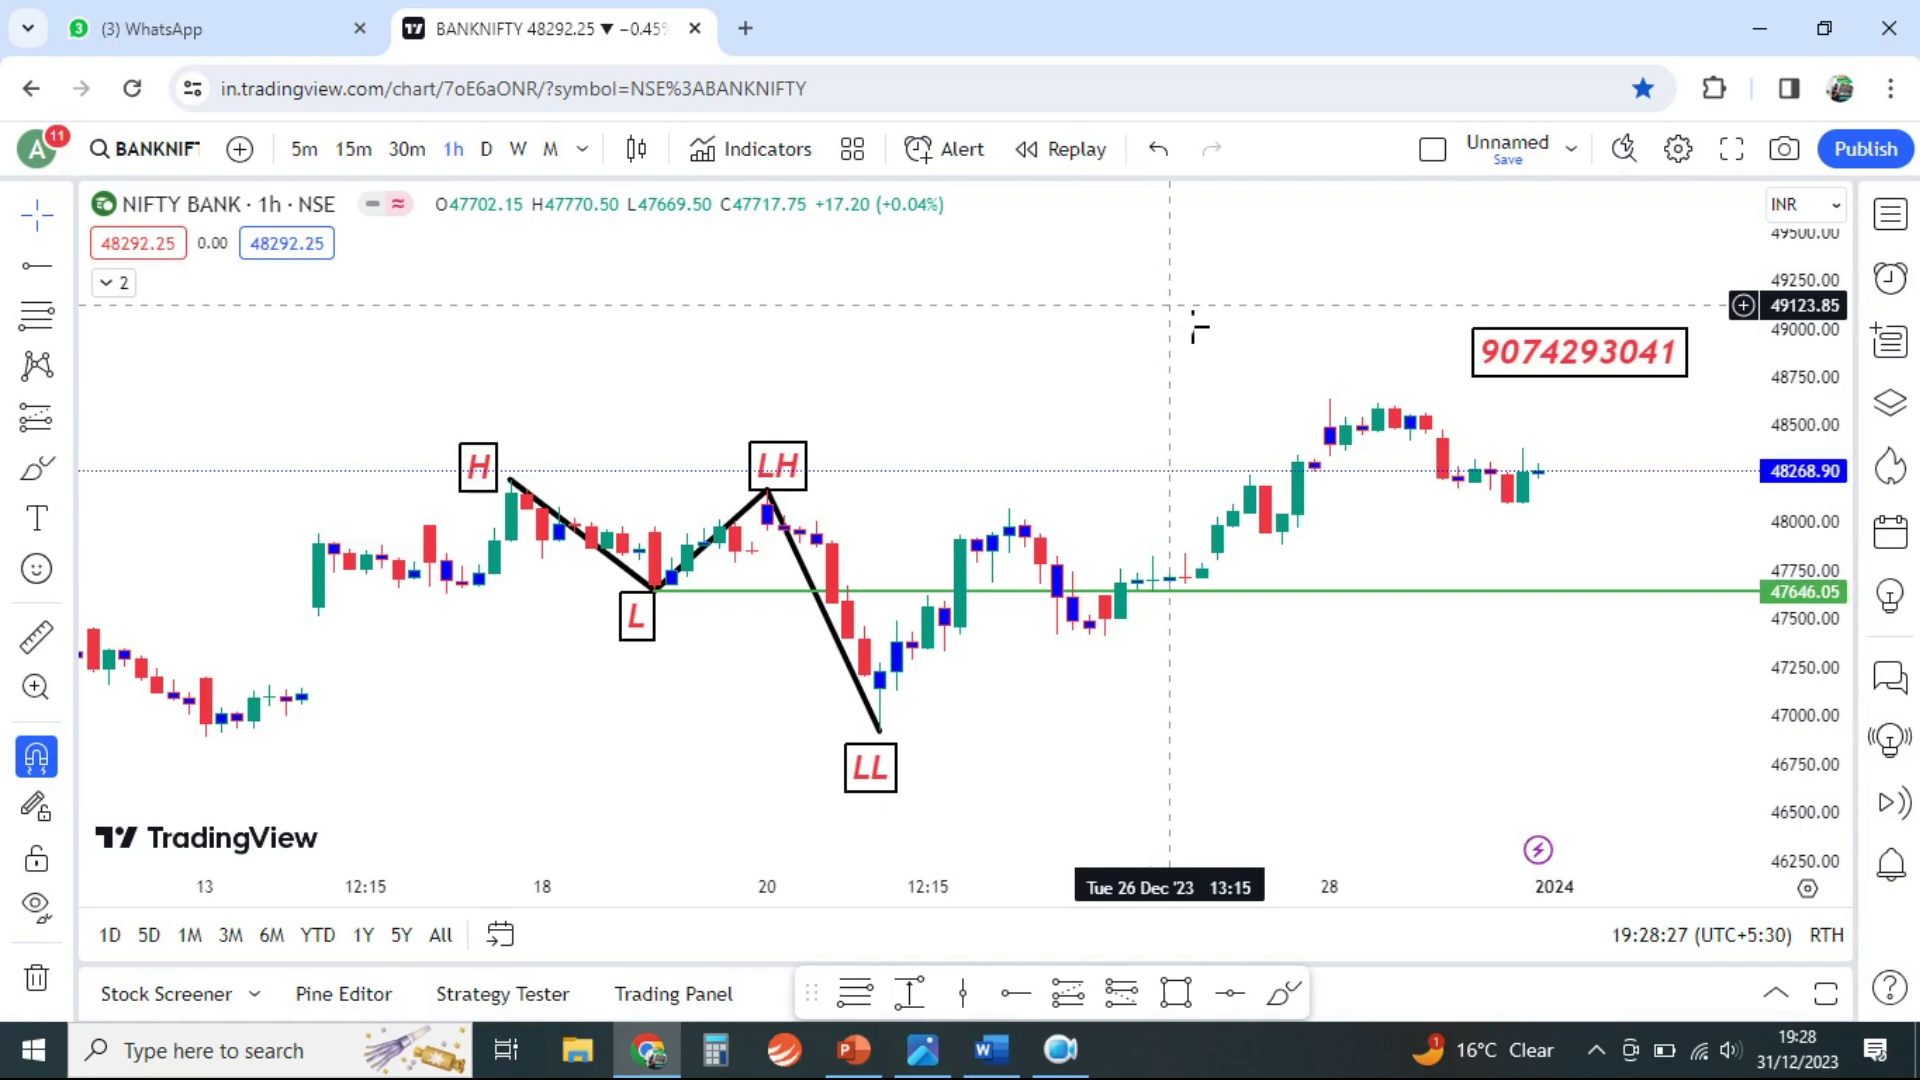 (3) WhatsApp
BANKNIFTY 48292.25 ▼ −0.45%
in.tradingview.com/chart/7oE6aONR/?symbol=NSE%3ABANKNIFTY
A 11
BANKNIFT 5m 15m 30m 1h D W M Indicators Alert Replay Unnamed Save Publish
NIFTY BANK · 1h · NSE O47702.15 H47770.50 L47669.50 C47717.75 +17.20 (+0.04%) INR
49500.00
48292.25 0.00 48292.25
2
49250.00
49123.85
49000.00
9074293041
48750.00
48500.00
H LH
48268.90
48000.00
47750.00
47646.05
L
47500.00
47250.00
47000.00
LL
46750.00
46500.00
TradingView
46250.00
13 12:15 18 20 12:15 Tue 26 Dec '23 13:15 28 2024
1D 5D 1M 3M 6M YTD 1Y 5Y All 19:28:27 (UTC+5:30) RTH
Stock Screener Pine Editor Strategy Tester Trading Panel
Type here to search 1 16°C Clear 19:28
31/12/2023